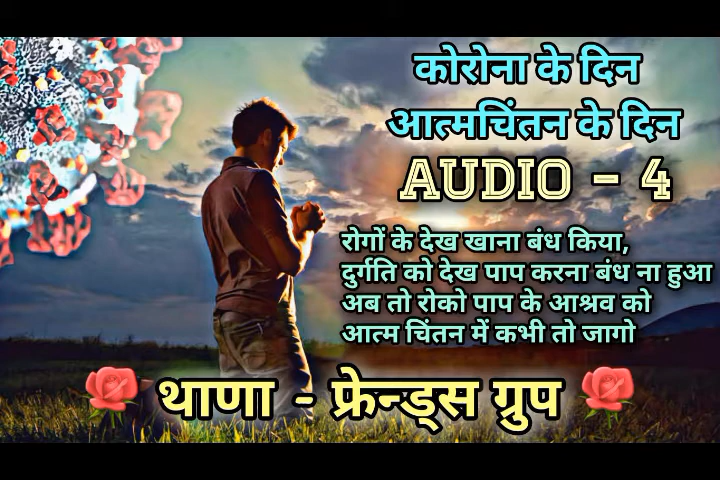 कोरोना के दिन
आत्मचिंतन के दिन
AUDIO - 4
रोगों के देख खाना बंध किया,
दुर्गति को देख पाप करना बंध ना हुआ
अब तो रोको पाप के आश्रव को
आत्म चिंतन में कभी तो जागो
थाणा - फ्रेन्ड्स ग्रुप